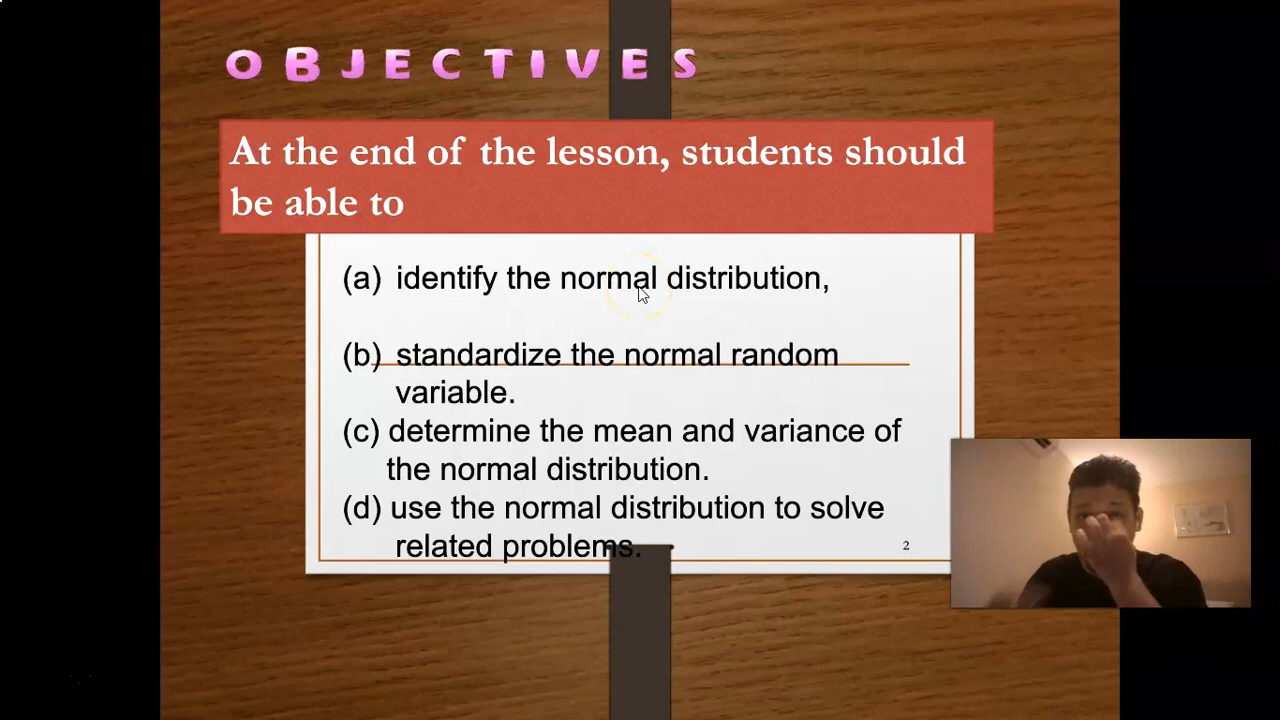 OBJECTIVES
At the end of the lesson, students should
be able to
(a) identify the normal distribution,
(b) standardize the normal random
variable.
(c) determine the mean and variance of
the normal distribution.
(d) use the normal distribution to solve
related problems.
2